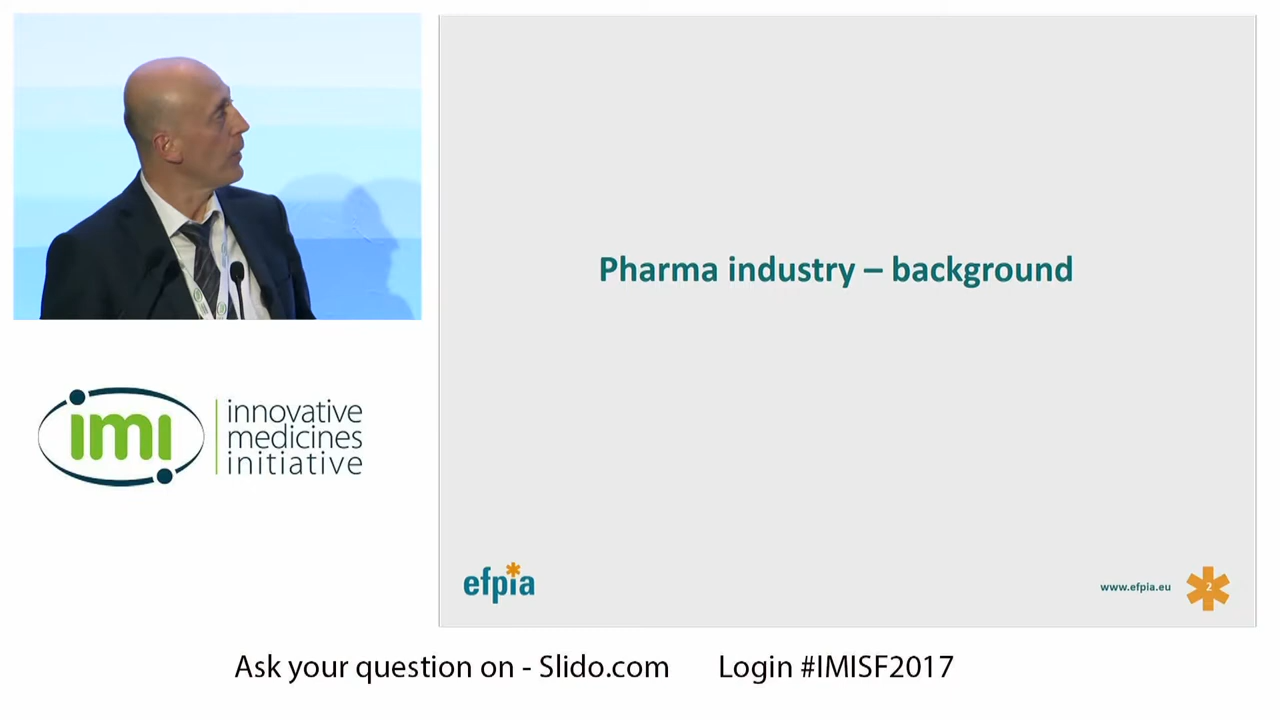 Pharma industry – background
imi
innovative
medicines
initiative
efpia
www.efpia.eu
2
Ask your question on - Slido.com Login #IMISF2017